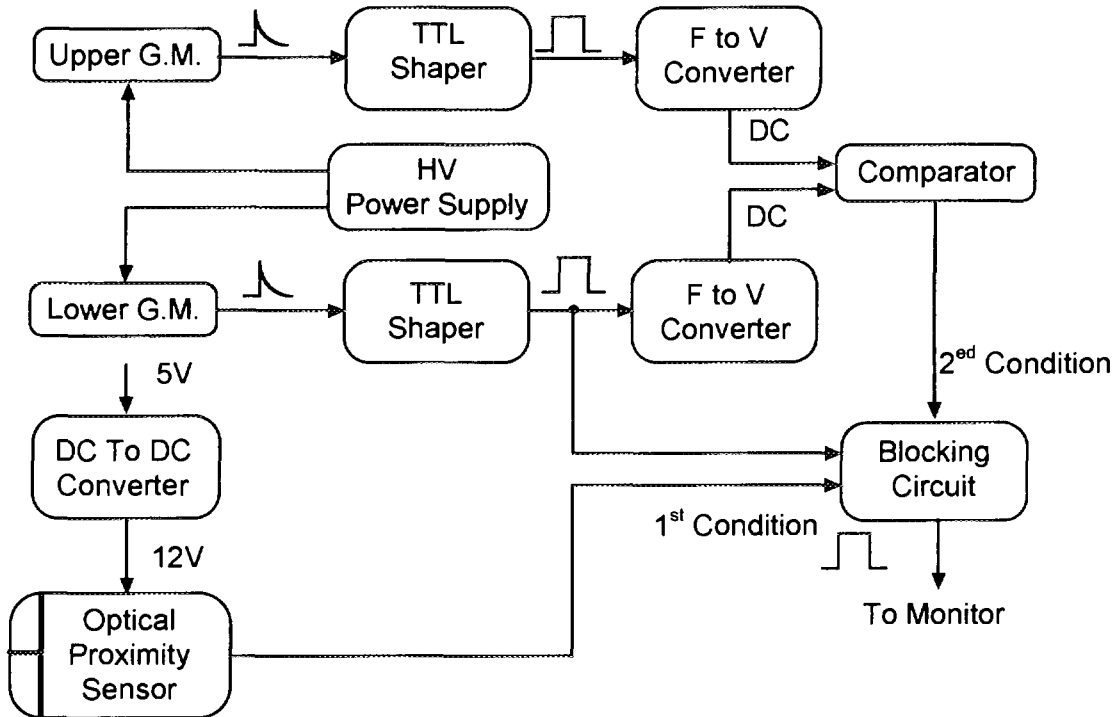 Upper G.M.
TTL
Shaper
F to V
Converter
DC
HV
Power Supply
Comparator
DC
Lower G.M.
TTL
Shaper
F to V
Converter
5V
2ed Condition
DC To DC
Converter
Blocking
Circuit
1st Condition
12V
To Monitor
Optical
Proximity
Sensor